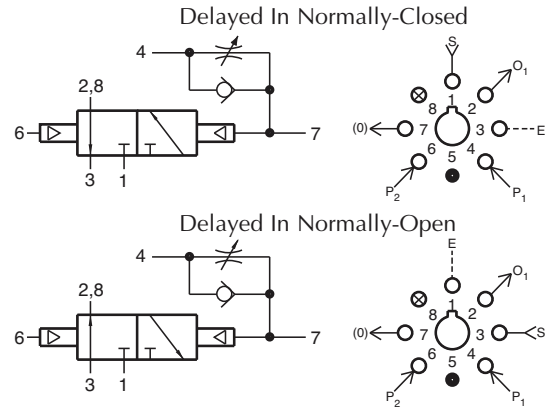 Delayed In Normally-Closed
4
2,8
6
7
3 1
S
O1
1
8 2
(0) 7 3 E
6 4
5
P2 P1
Delayed In Normally-Open
4
2,8
6
7
3 1
E
O1
1
8 2
(0) 7 3 S
6 4
5
P2 P1